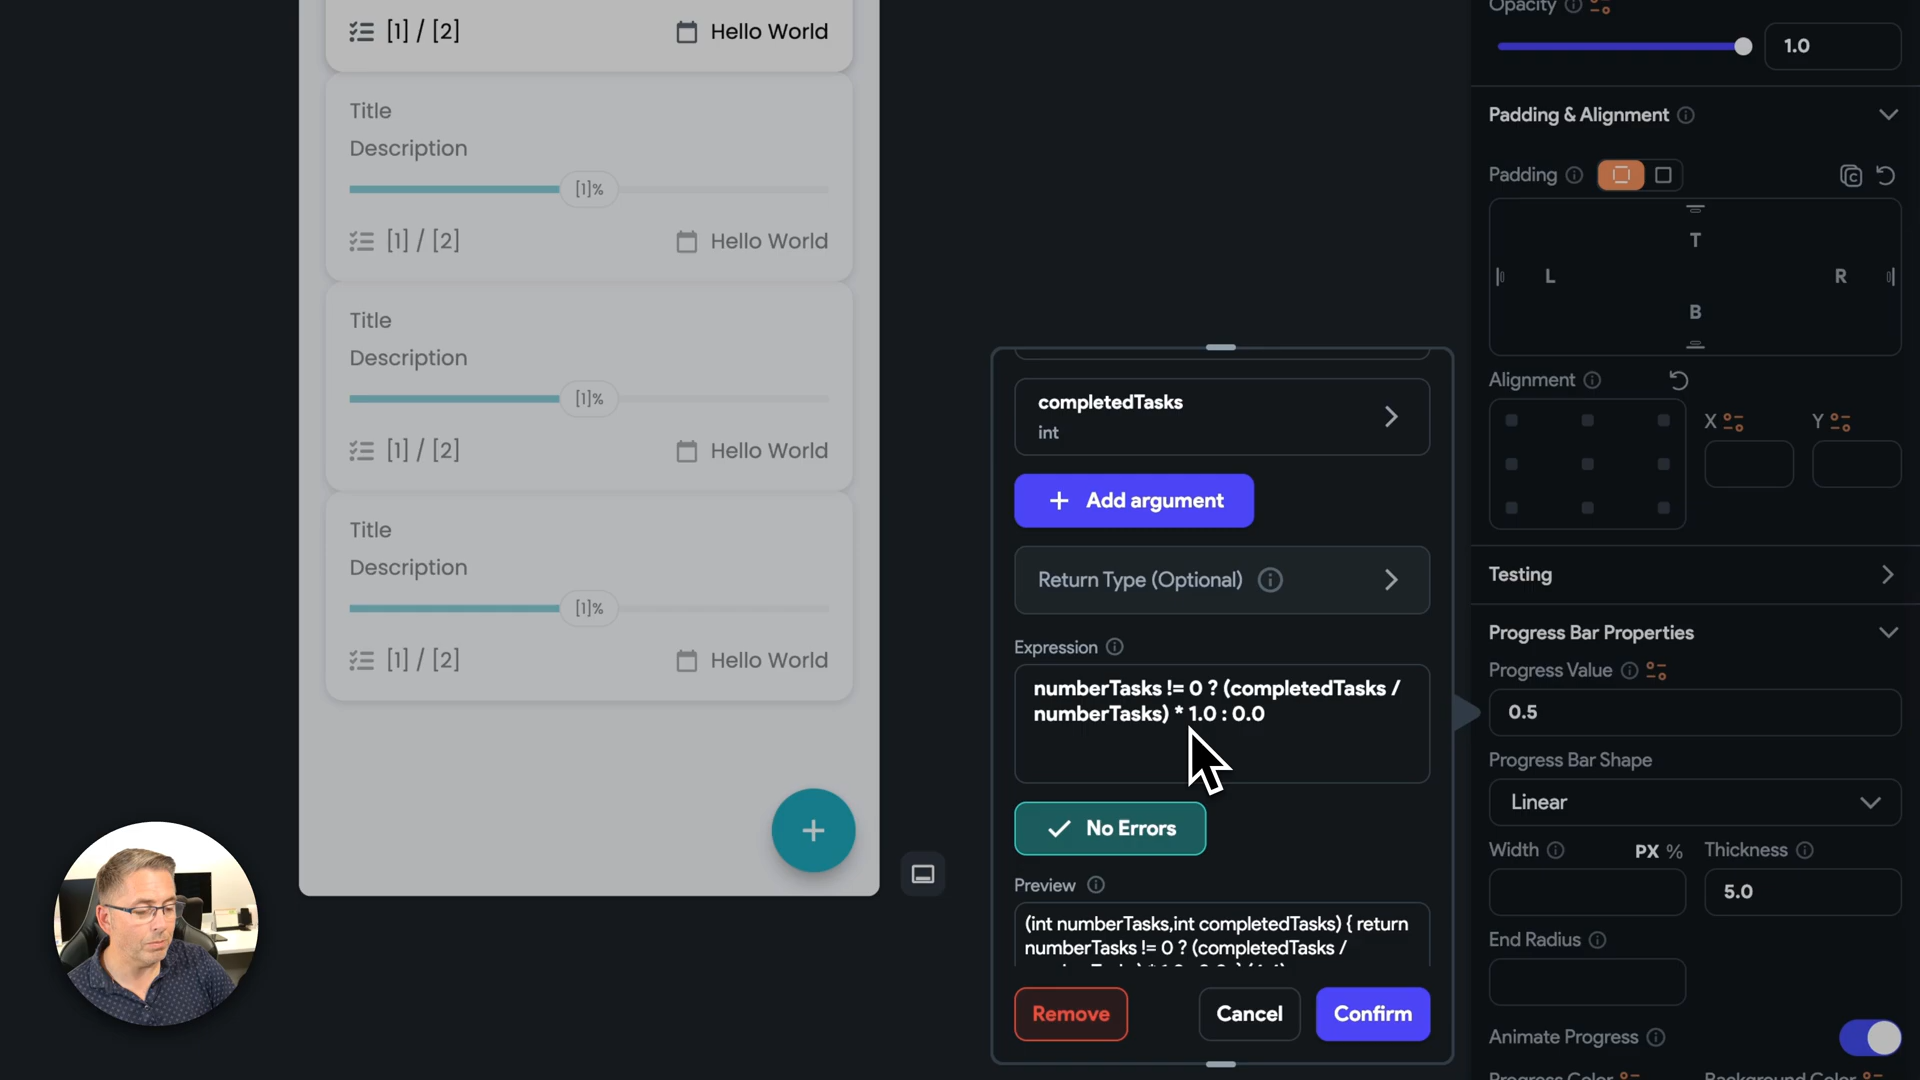 [1] / [2]
Hello World
Title
Description
[1]%
[1] / [2]
Hello World
Title
Description
[1]%
[1] / [2]
Hello World
Title
Description
[1]%
[1] / [2]
Hello World
+
completedTasks
int
+ Add argument
Return Type (Optional)
Expression
numberTasks != 0 ? (completedTasks /
numberTasks) * 1.0 : 0.0
No Errors
Preview
(int numberTasks,int completedTasks) { return
numberTasks != 0 ? (completedTasks /
Remove
Cancel
Confirm
Opacity
1.0
Padding & Alignment
Padding
T
L
R
B
Alignment
X
Y
Testing
Progress Bar Properties
Progress Value
0.5
Progress Bar Shape
Linear
Width
PX %
Thickness
5.0
End Radius
Animate Progress
Progress Color
Background Color